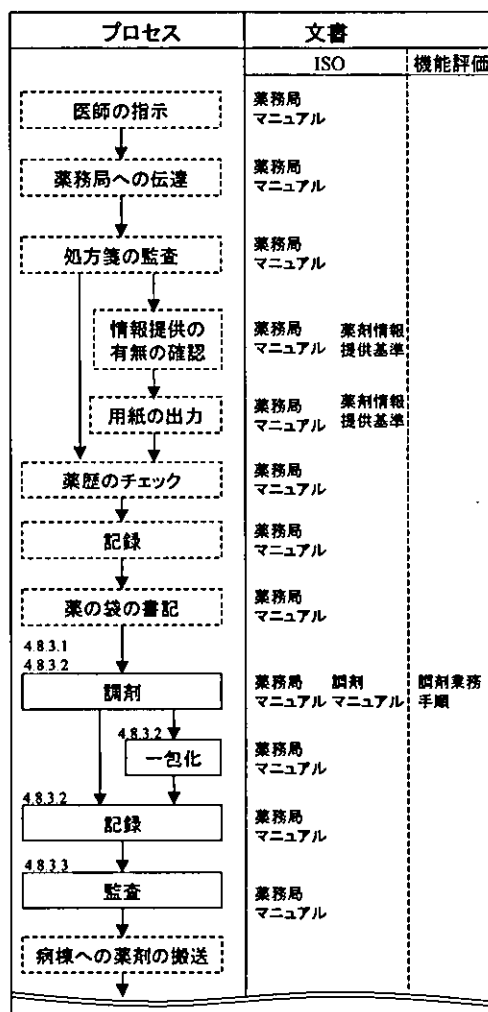 プロセス
文書
ISO
機能評価
医師の指示
薬務局
マニュアル
薬務局への伝達
薬務局
マニュアル
処方箋の監査
薬務局
マニュアル
情報提供の
有無の確認
薬務局
マニュアル
薬剤情報
提供基準
用紙の出力
薬務局
マニュアル
薬剤情報
提供基準
薬歴のチェック
薬務局
マニュアル
記録
薬務局
マニュアル
薬の袋の書記
薬務局
マニュアル
4.8.3.1
4.8.3.2
調剤
薬務局
マニュアル
調剤
マニュアル
調剤業務
手順
4.8.3.2
一包化
薬務局
マニュアル
4.8.3.2
記録
薬務局
マニュアル
4.8.3.3
監査
薬務局
マニュアル
病棟への薬剤の搬送